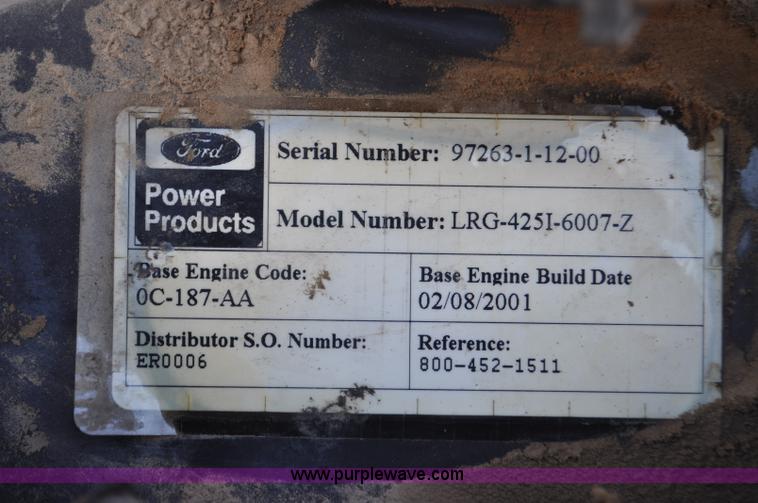 Ford
Power
Products
Serial Number: 97263-1-12-00
Model Number: LRG-425I-6007-Z
Base Engine Code:
0C-187-AA
Base Engine Build Date
02/08/2001
Distributor S.O. Number:
ER0006
Reference:
800-452-1511
www.purplewave.com